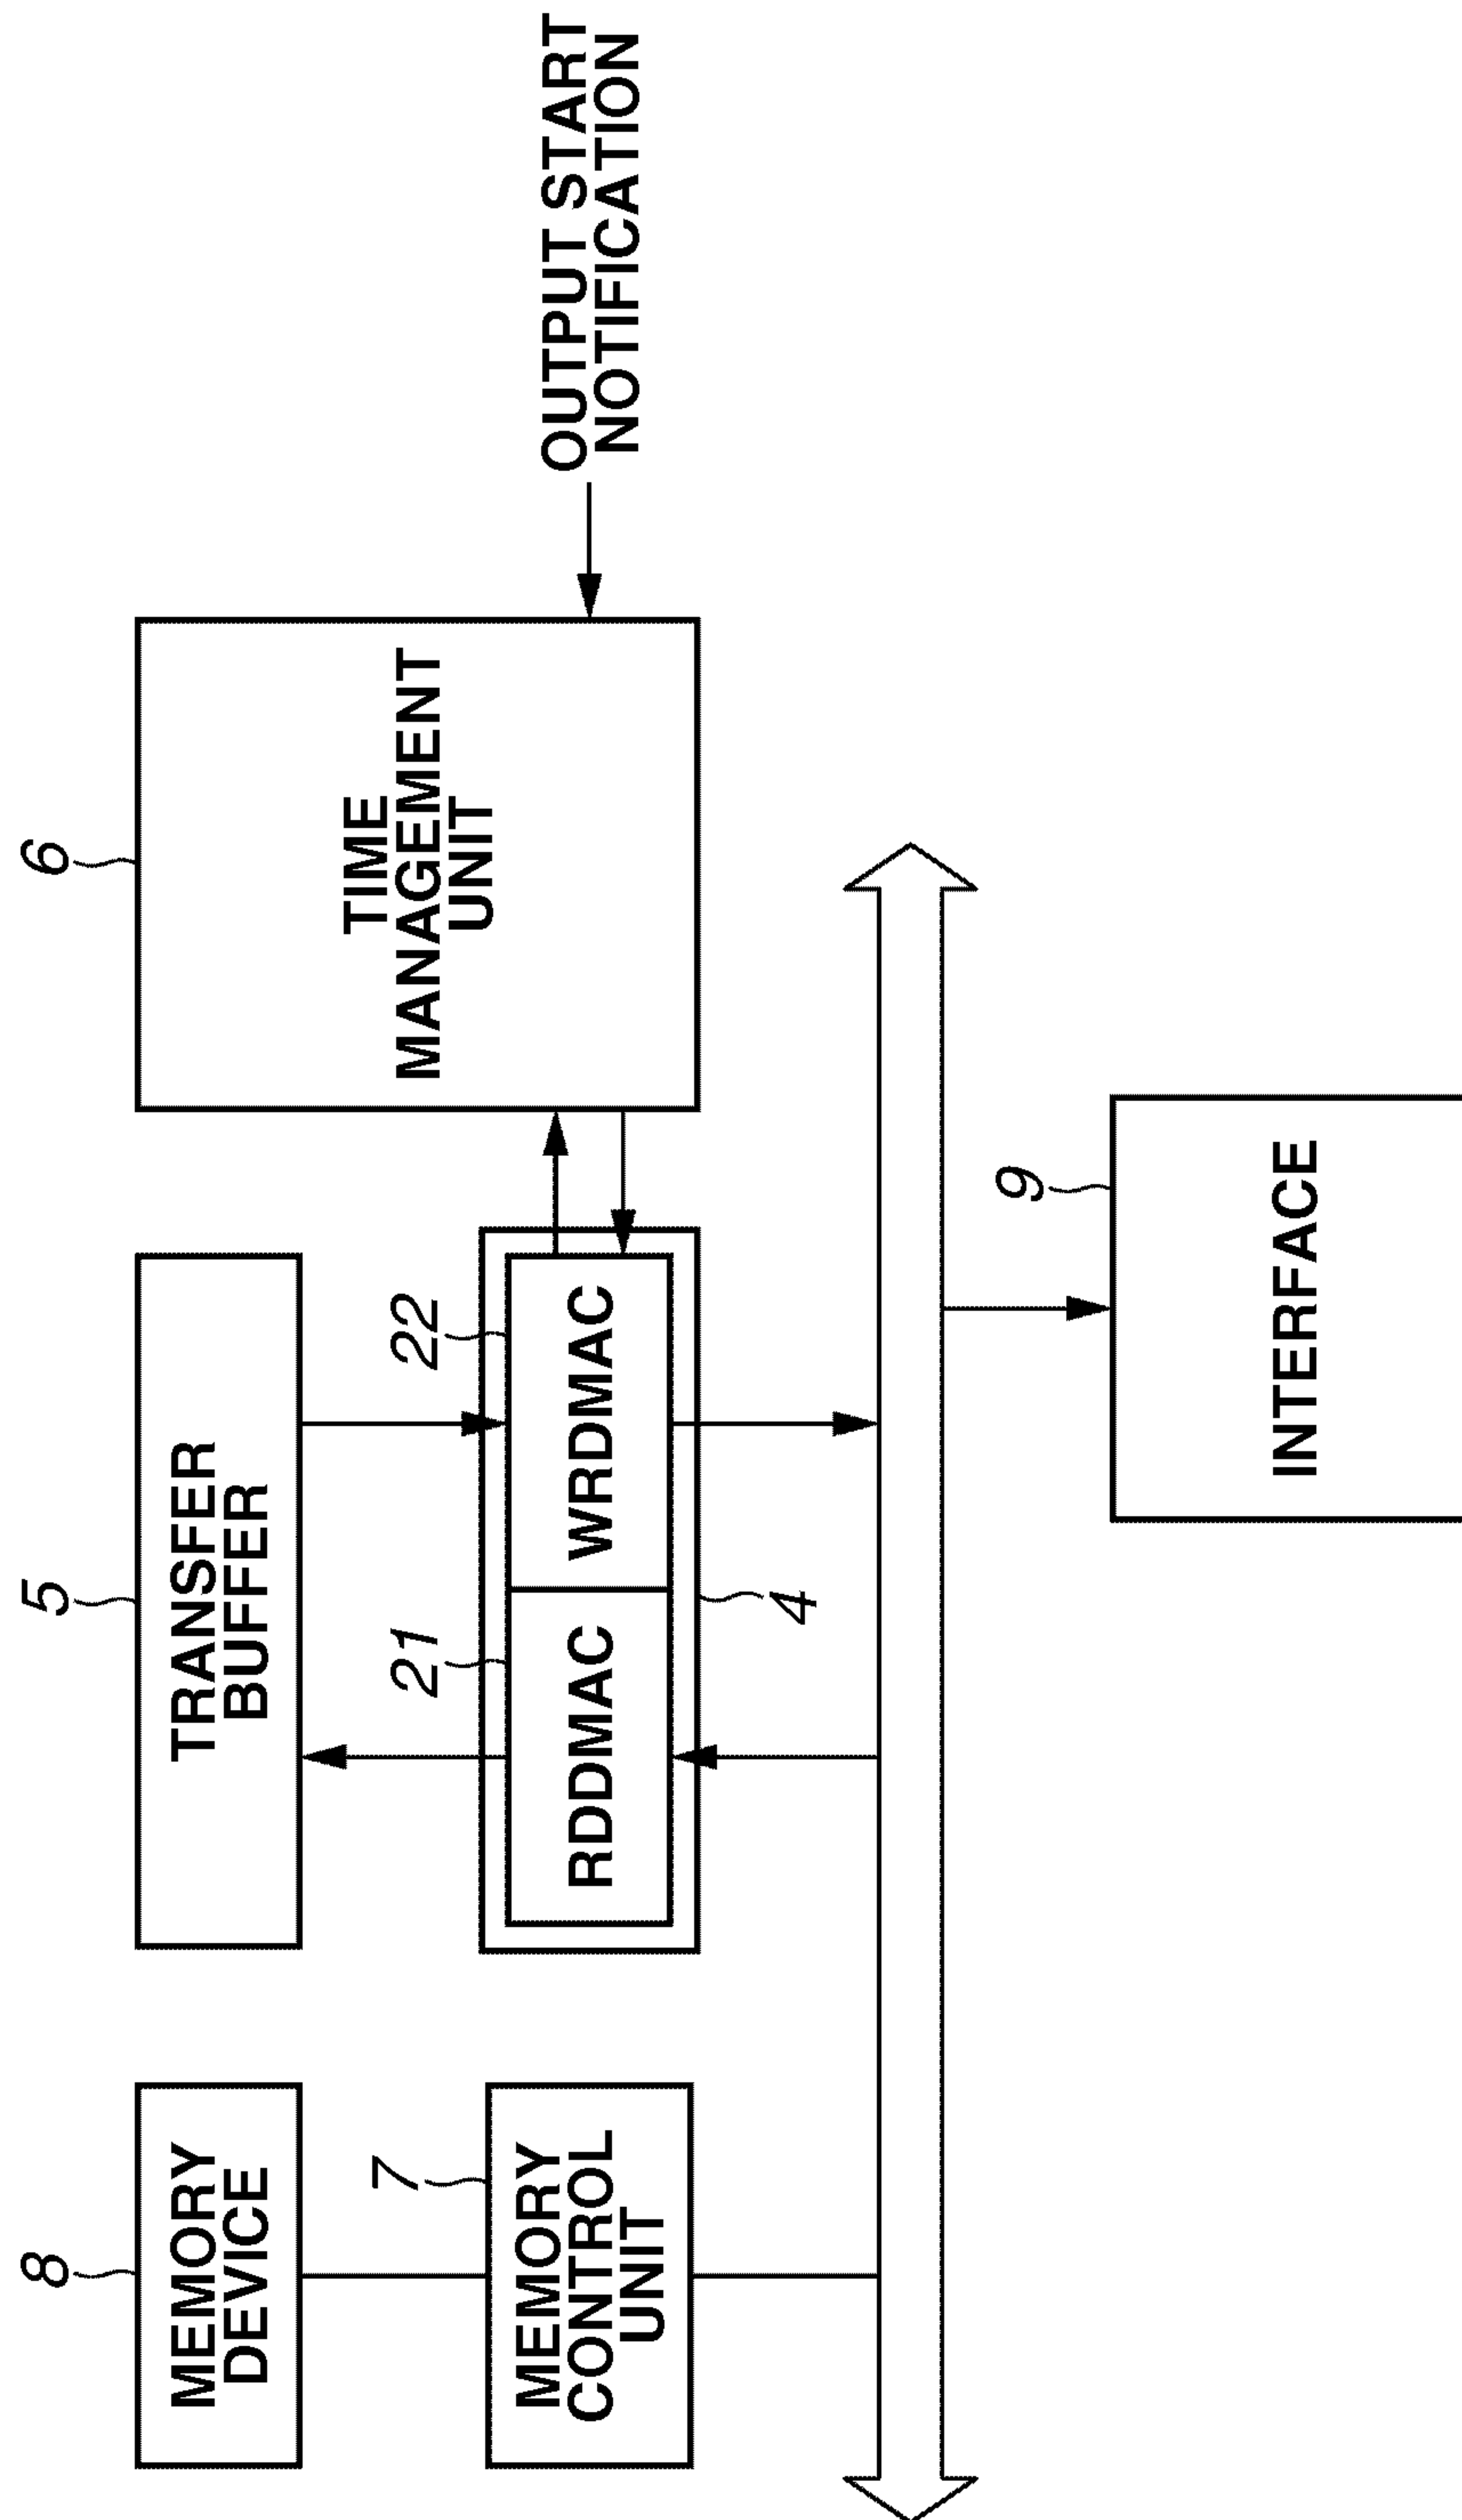 8
MEMORY
DEVICE
5
TRANSFER
BUFFER
6
TIME
MANAGEMENT
UNIT
7
MEMORY
CONTROL
UNIT
21
RDDMAC
22
WRDMAC
4
OUTPUT START
NOTIFICATION
9
INTERFACE